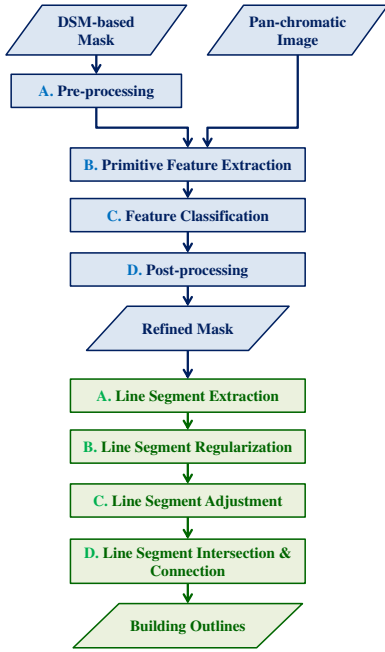 DSM-based
Mask
Pan-chromatic
Image
A. Pre-processing
B. Primitive Feature Extraction
C. Feature Classification
D. Post-processing
Refined Mask
A. Line Segment Extraction
B. Line Segment Regularization
C. Line Segment Adjustment
D. Line Segment Intersection &
Connection
Building Outlines